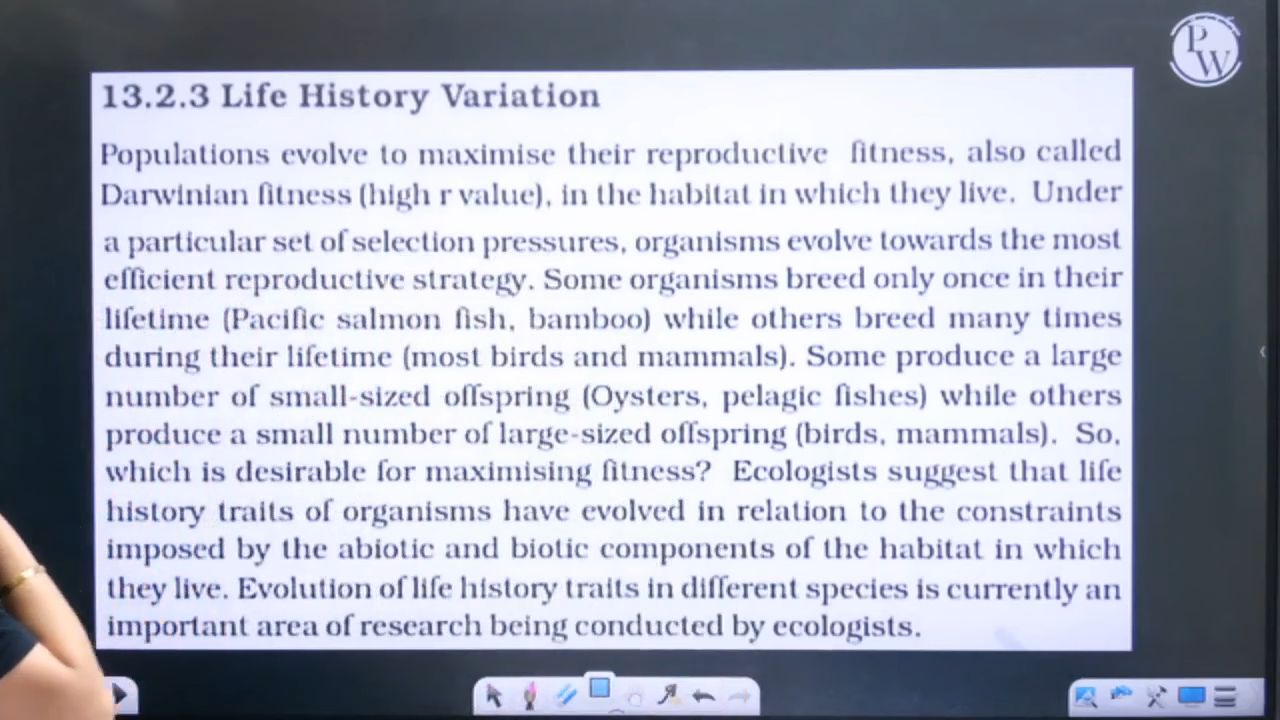 PW
13.2.3 Life History Variation
Populations evolve to maximise their reproductive fitness, also called
Darwinian fitness (high r value), in the habitat in which they live. Under
a particular set of selection pressures, organisms evolve towards the most
efficient reproductive strategy. Some organisms breed only once in their
lifetime (Pacific salmon fish, bamboo) while others breed many times
during their lifetime (most birds and mammals). Some produce a large
number of small-sized offspring (Oysters, pelagic fishes) while others
produce a small number of large-sized offspring (birds, mammals). So,
which is desirable for maximising fitness? Ecologists suggest that life
history traits of organisms have evolved in relation to the constraints
imposed by the abiotic and biotic components of the habitat in which
they live. Evolution of life history traits in different species is currently an
important area of research being conducted by ecologists.